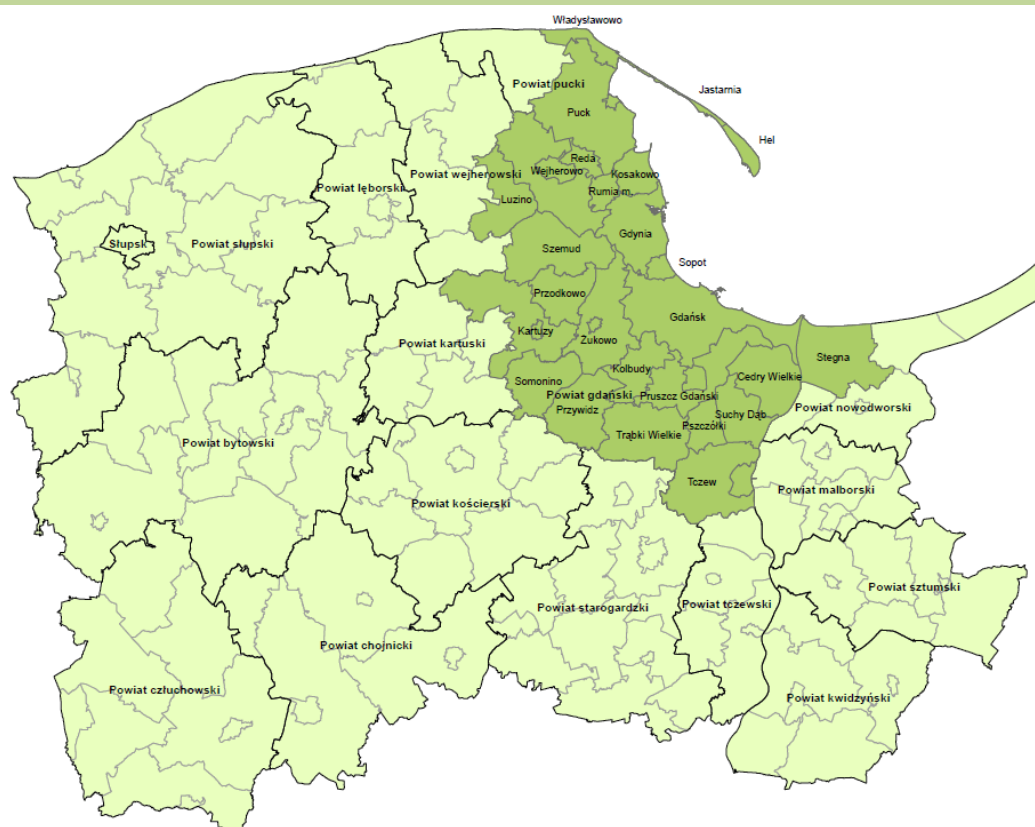 Władysławowo
Powiat pucki
Jastarnia
Puck
Hel
Reda
Wejherowo
Kosakowo
Powiat wejherowski
Powiat lęborski
Rumia m.
Luzino
Gdynia
Słupsk
Powiat słupski
Szemud
Sopot
Przodkowo
Gdańsk
Kartuzy
Żukowo
Powiat kartuski
Stegna
Kolbudy
Cedry Wielkie
Somonino
Powiat gdański
Pruszcz Gdański
Przywidz
Powiat nowodworski
Suchy Dąb
Pszczółki
Trąbki Wielkie
Powiat bytowski
Tczew
Powiat malborski
Powiat kościerski
Powiat sztumski
Powiat starogardzki
Powiat tczewski
Powiat chojnicki
Powiat człuchowski
Powiat kwidzyński